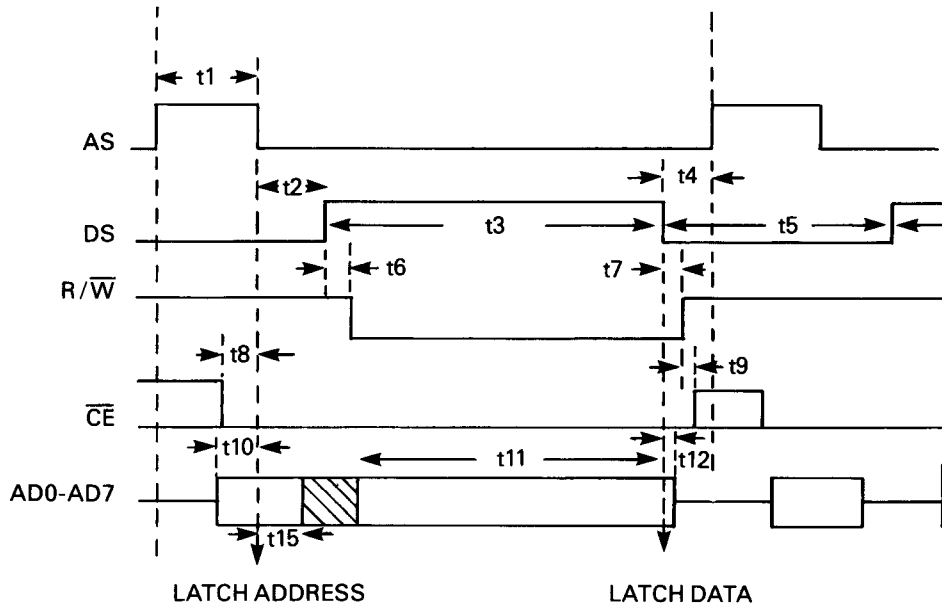 t1
AS
t2
t4
DS
t3
t5
R/W̅
t6
t7
t8
t9
C̅E̅
t10
t11
t12
AD0-AD7
t15
LATCH ADDRESS
LATCH DATA